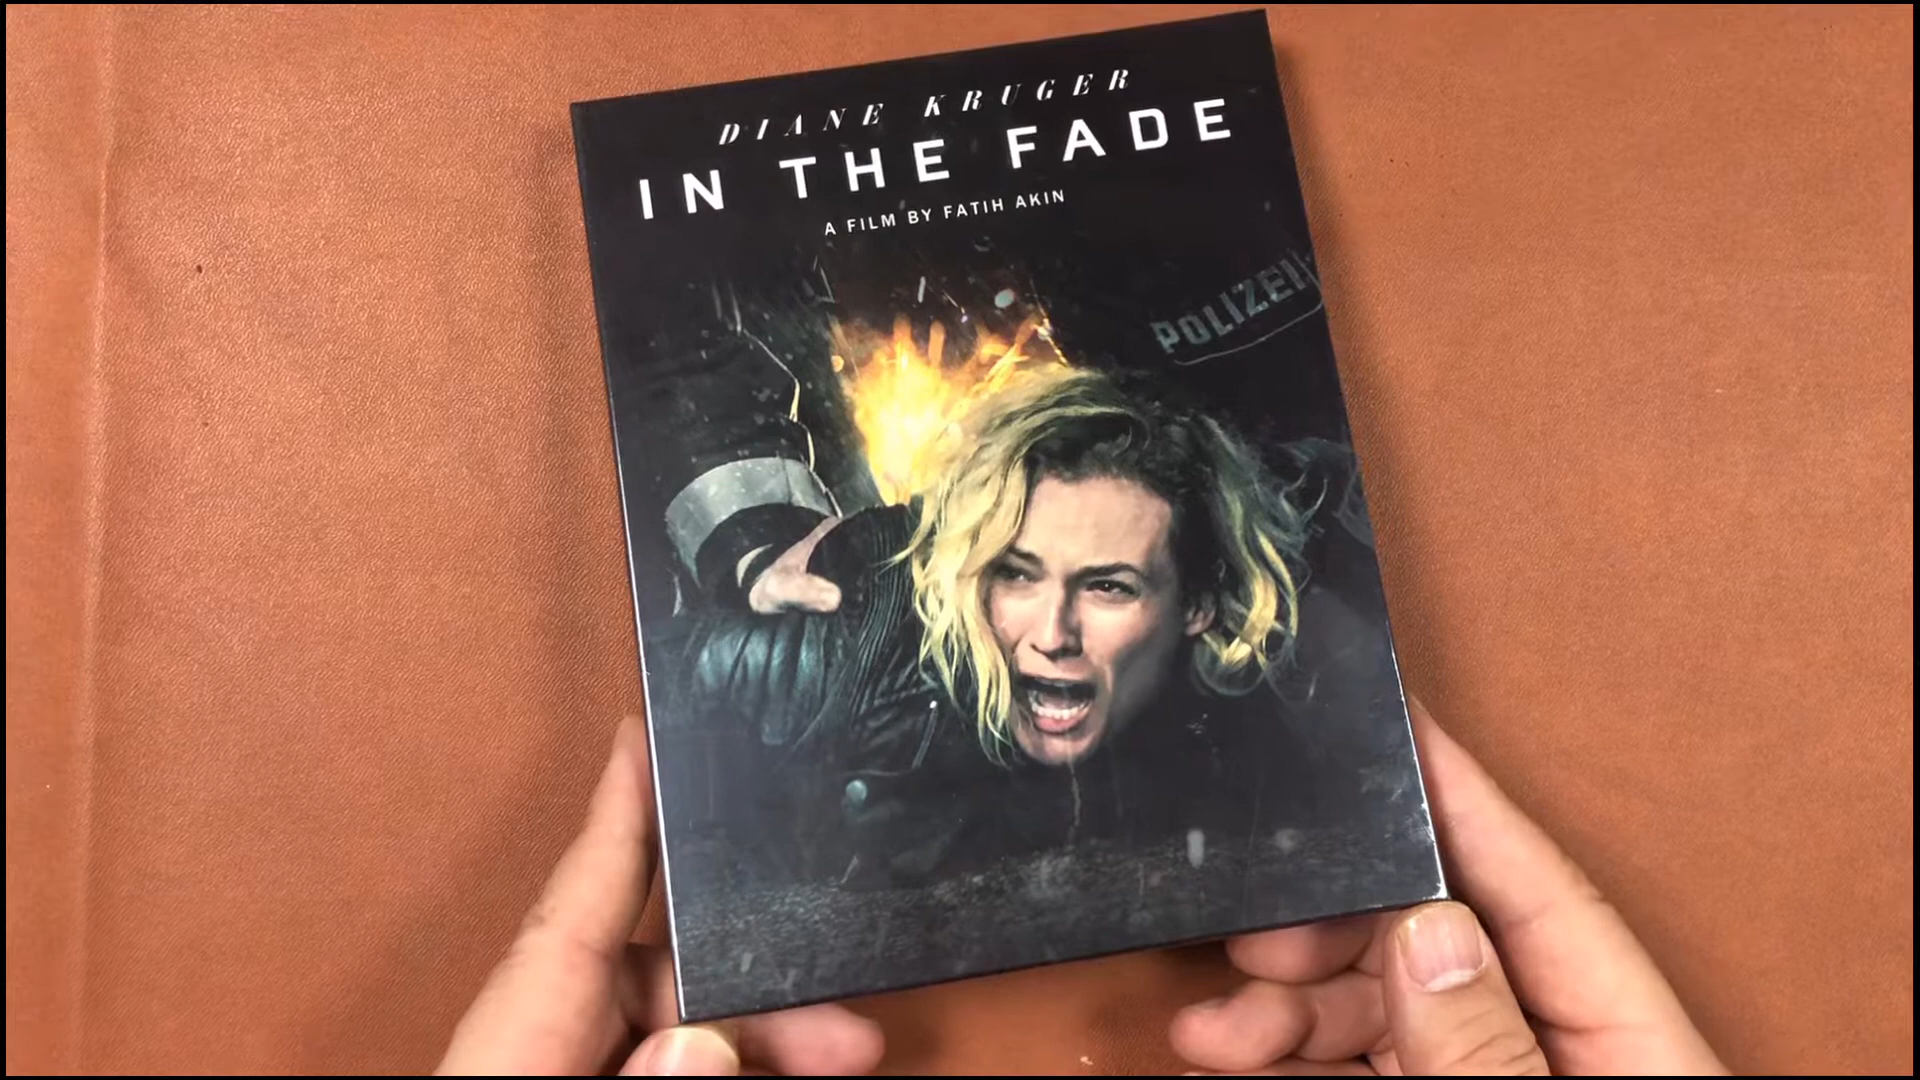 DIANE KRUGER
IN THE FADE
A FILM BY FATIH AKIN
POLIZEI